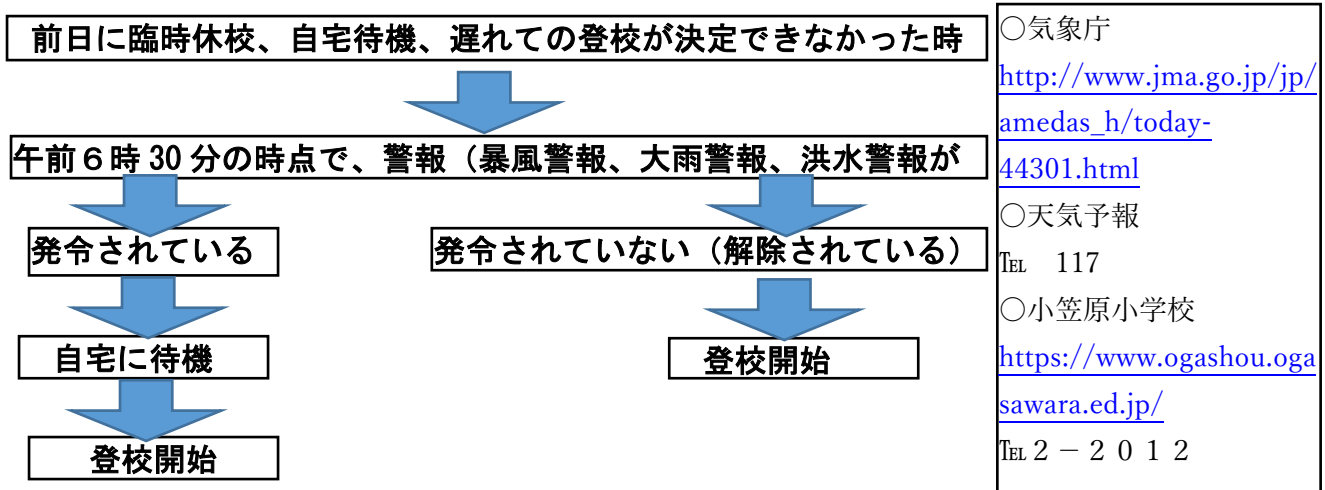 前日に臨時休校、自宅待機、遅れての登校が決定できなかった時
午前６時 30 分の時点で、警報（暴風警報、大雨警報、洪水警報が
発令されている
発令されていない（解除されている）
自宅に待機
登校開始
登校開始
○気象庁
http://www.jma.go.jp/jp/
amedas_h/today-
44301.html
○天気予報
℡　117
○小笠原小学校
https://www.ogashou.oga
sawara.ed.jp/
℡２－２０１２